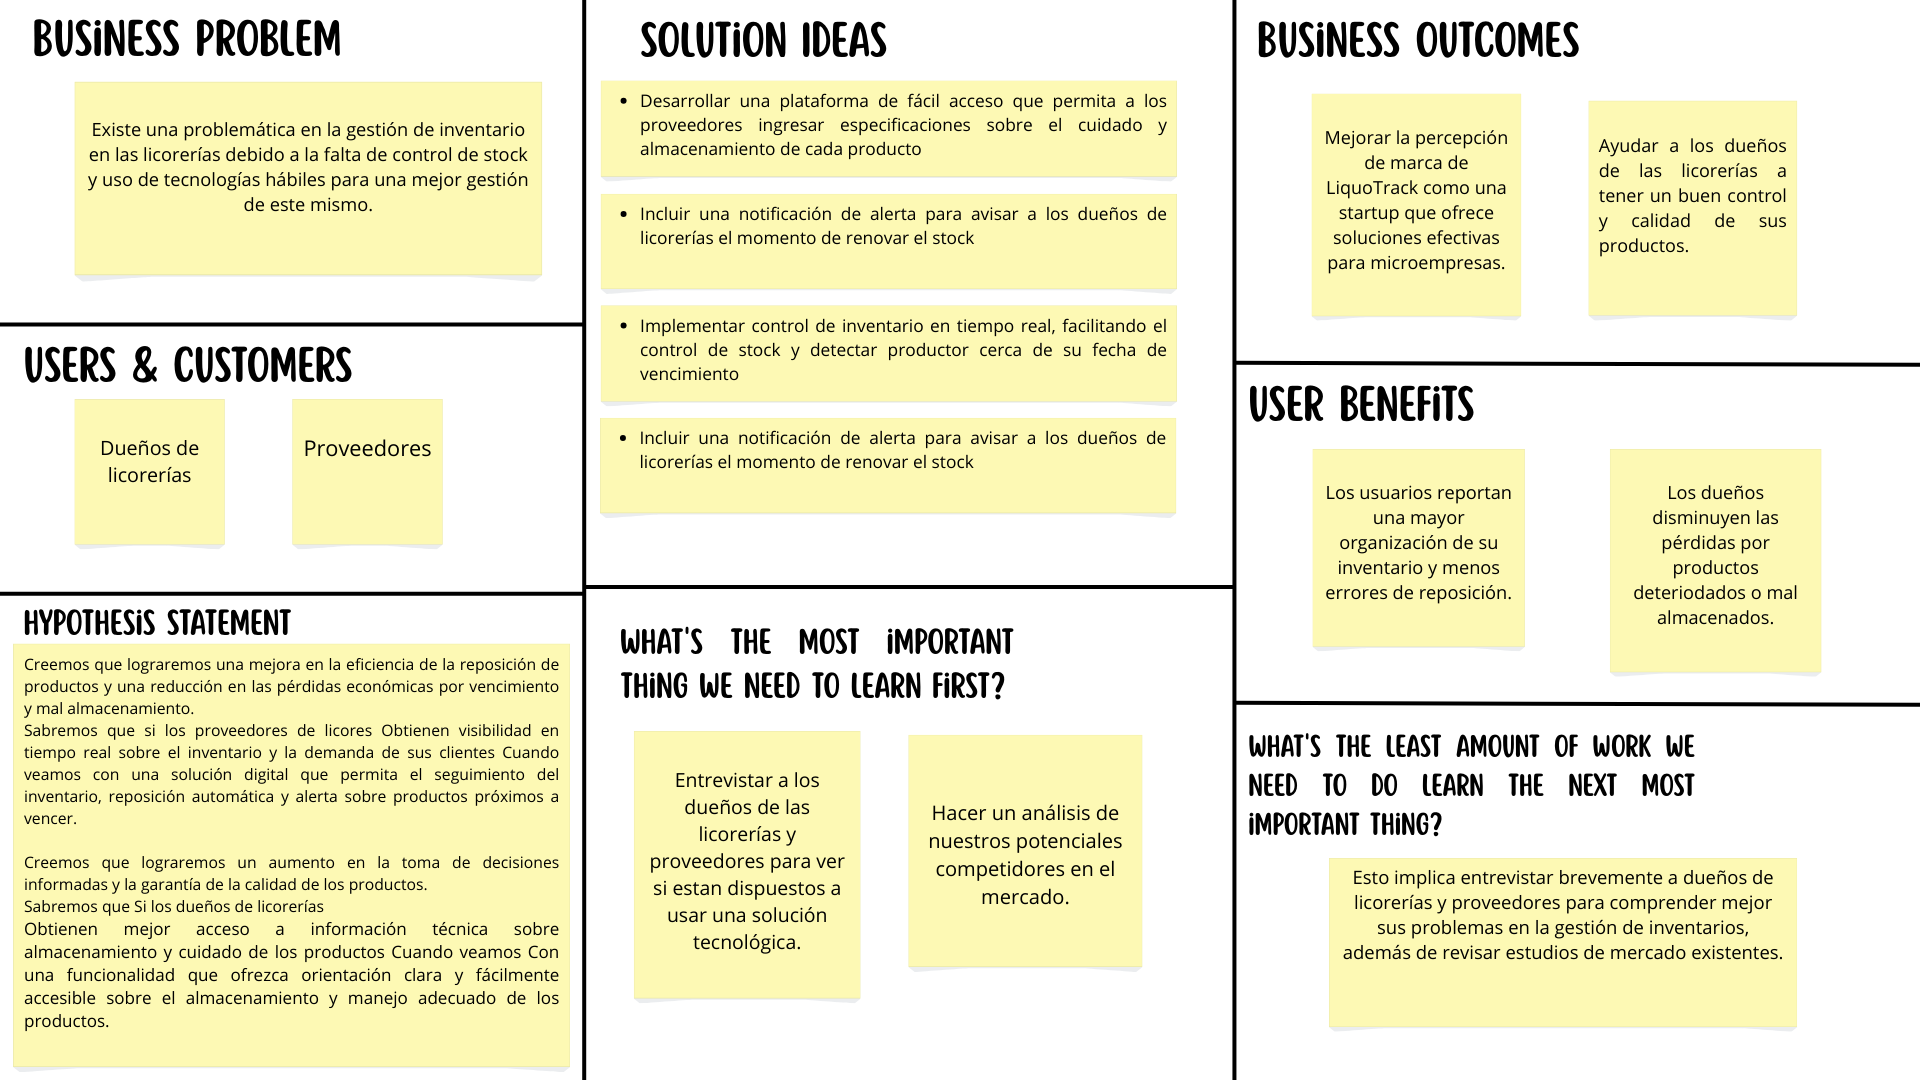 BUSINESS PROBLEM
Existe una problemática en la gestión de inventario
en las licorerías debido a la falta de control de stock
y uso de tecnologías hábiles para una mejor gestión
de este mismo.
USERS & CUSTOMERS
Dueños de
licorerías
Proveedores
HYPOTHESIS STATEMENT
Creemos que lograremos una mejora en la eficiencia de la reposición de
productos y una reducción en las pérdidas económicas por vencimiento
y mal almacenamiento.
Sabremos que si los proveedores de licores Obtienen visibilidad en
tiempo real sobre el inventario y la demanda de sus clientes Cuando
veamos con una solución digital que permita el seguimiento del
inventario, reposición automática y alerta sobre productos próximos a
vencer.
Creemos que lograremos un aumento en la toma de decisiones
informadas y la garantía de la calidad de los productos.
Sabremos que Si los dueños de licorerías
Obtienen mejor acceso a información técnica sobre
almacenamiento y cuidado de los productos Cuando veamos Con
una funcionalidad que ofrezca orientación clara y fácilmente
accesible sobre el almacenamiento y manejo adecuado de los
productos.
SOLUTION IDEAS
• Desarrollar una plataforma de fácil acceso que permita a los
proveedores ingresar especificaciones sobre el cuidado y
almacenamiento de cada producto
• Incluir una notificación de alerta para avisar a los dueños de
licorerías el momento de renovar el stock
• Implementar control de inventario en tiempo real, facilitando el
control de stock y detectar productor cerca de su fecha de
vencimiento
• Incluir una notificación de alerta para avisar a los dueños de
licorerías el momento de renovar el stock
WHAT'S THE MOST IMPORTANT
THING WE NEED TO LEARN FIRST?
Entrevistar a los
dueños de las
licorerías y
proveedores para ver
si estan dispuestos a
usar una solución
tecnológica.
Hacer un análisis de
nuestros potenciales
competidores en el
mercado.
BUSINESS OUTCOMES
Mejorar la percepción
de marca de
LiquoTrack como una
startup que ofrece
soluciones efectivas
para microempresas.
Ayudar a los dueños
de las licorerías a
tener un buen control
y calidad de sus
productos.
USER BENEFITS
Los usuarios reportan
una mayor
organización de su
inventario y menos
errores de reposición.
Los dueños
disminuyen las
pérdidas por
productos
deteriodados o mal
almacenados.
WHAT'S THE LEAST AMOUNT OF WORK WE
NEED TO DO LEARN THE NEXT MOST
IMPORTANT THING?
Esto implica entrevistar brevemente a dueños de
licorerías y proveedores para comprender mejor
sus problemas en la gestión de inventarios,
además de revisar estudios de mercado existentes.